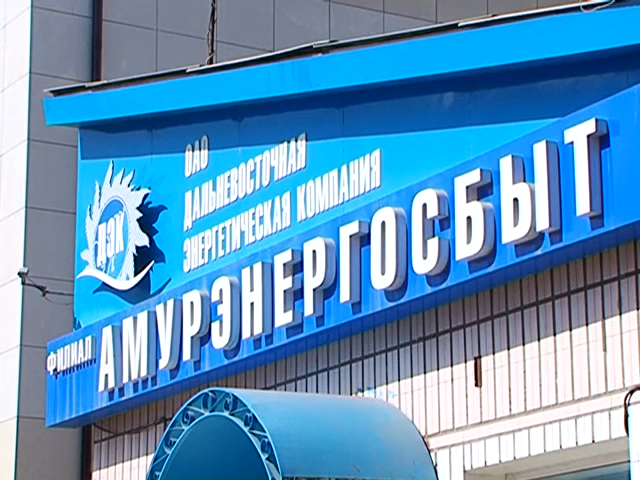 ОАО
ДАЛЬНЕВОСТОЧНАЯ
ЭНЕРГЕТИЧЕСКАЯ КОМПАНИЯ
ДЭК
ФИЛИАЛ АМУРЭНЕРГОСБЫТ